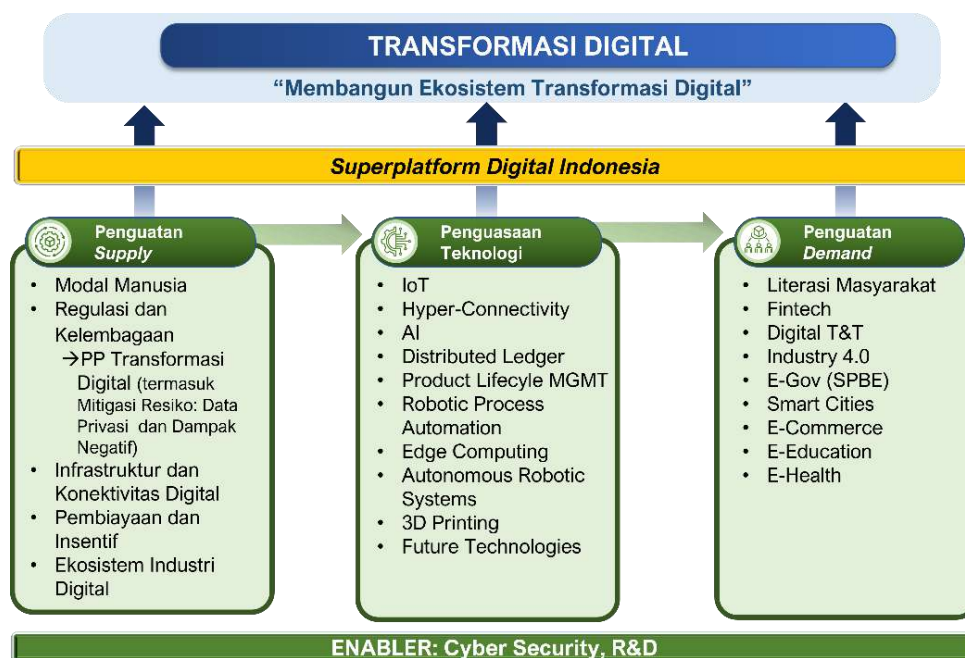 TRANSFORMASI DIGITAL
“Membangun Ekosistem Transformasi Digital”
Superplatform Digital Indonesia
Penguatan
Supply
• Modal Manusia
• Regulasi dan
Kelembagaan
→PP Transformasi
Digital (termasuk
Mitigasi Resiko: Data
Privasi dan Dampak
Negatif)
• Infrastruktur dan
Konektivitas Digital
• Pembiayaan dan
Insentif
• Ekosistem Industri
Digital
Penguasaan
Teknologi
• IoT
• Hyper-Connectivity
• AI
• Distributed Ledger
• Product Lifecyle MGMT
• Robotic Process
Automation
• Edge Computing
• Autonomous Robotic
Systems
• 3D Printing
• Future Technologies
Penguatan
Demand
• Literasi Masyarakat
• Fintech
• Digital T&T
• Industry 4.0
• E-Gov (SPBE)
• Smart Cities
• E-Commerce
• E-Education
• E-Health
ENABLER: Cyber Security, R&D